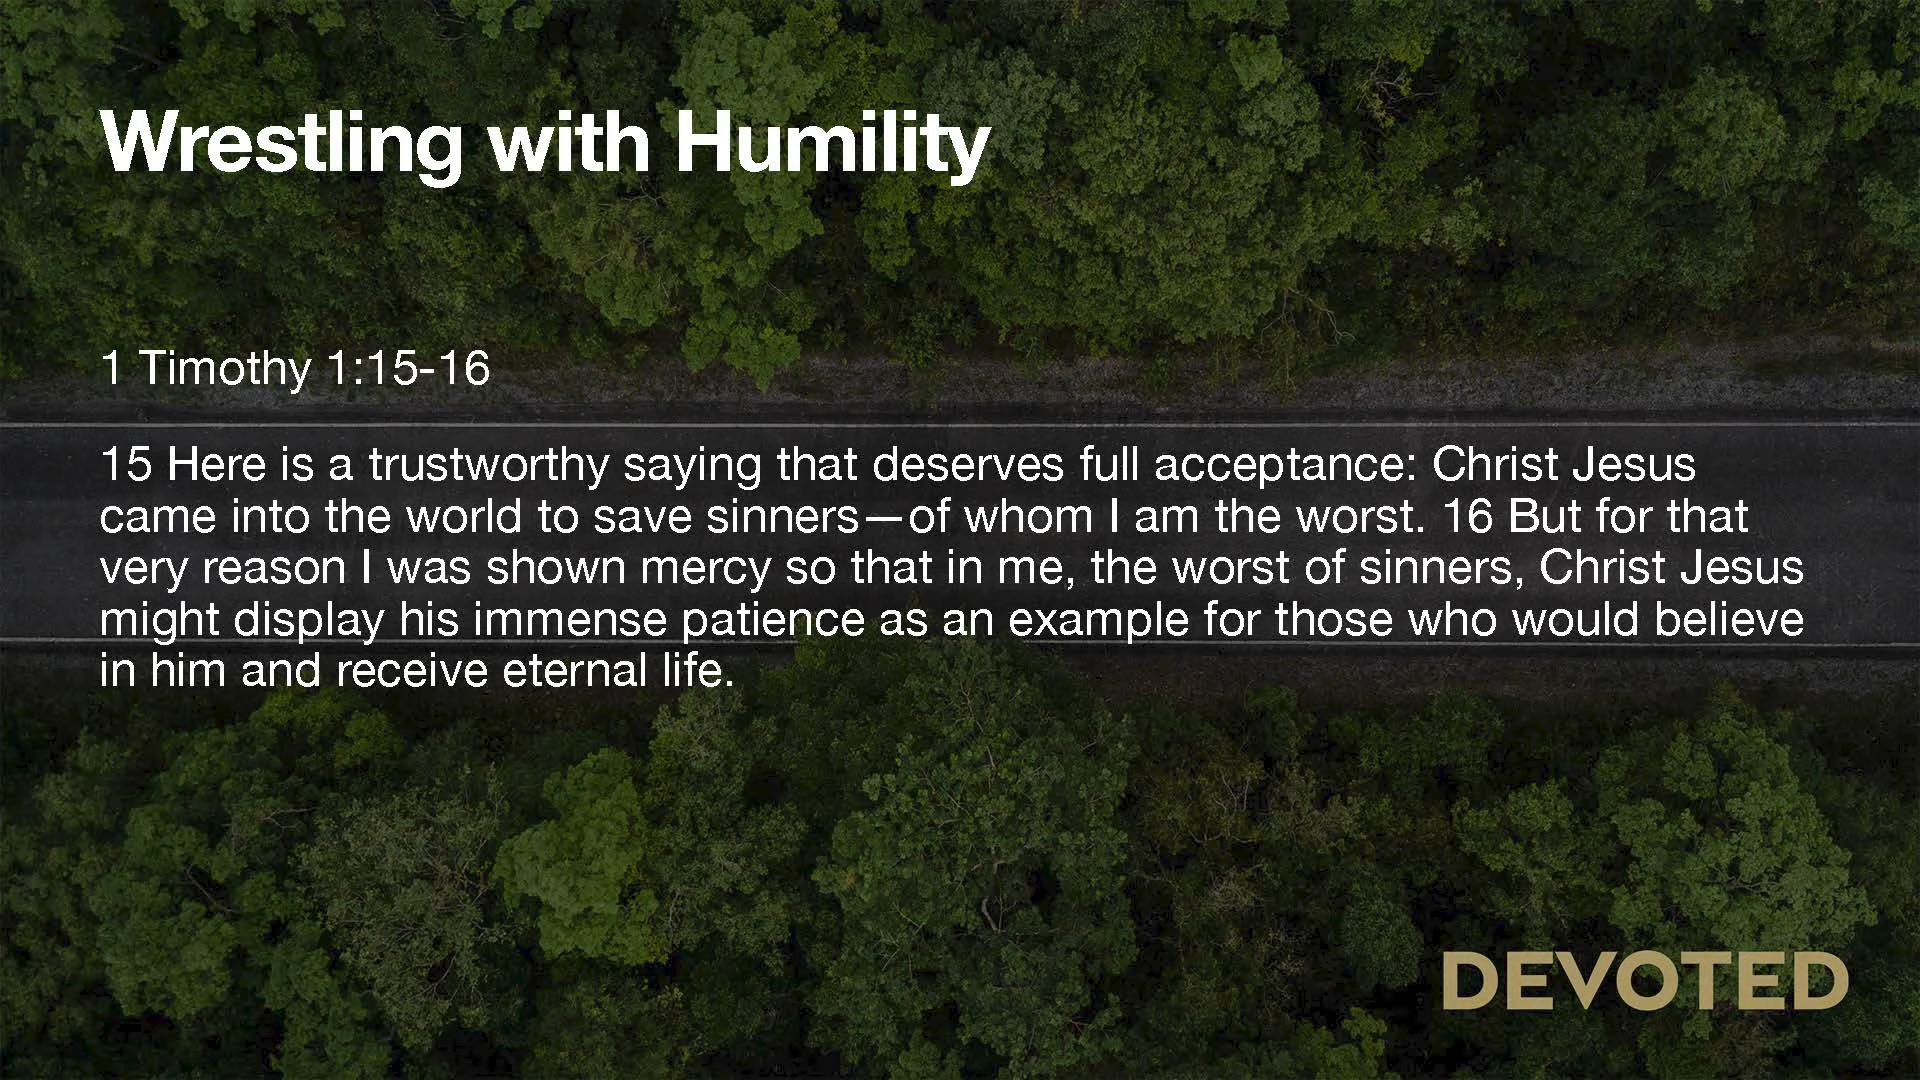 Wrestling with Humility
1 Timothy 1:15-16
15 Here is a trustworthy saying that deserves full acceptance: Christ Jesus
came into the world to save sinners—of whom I am the worst. 16 But for that
very reason I was shown mercy so that in me, the worst of sinners, Christ Jesus
might display his immense patience as an example for those who would believe
in him and receive eternal life.
DEVOTED